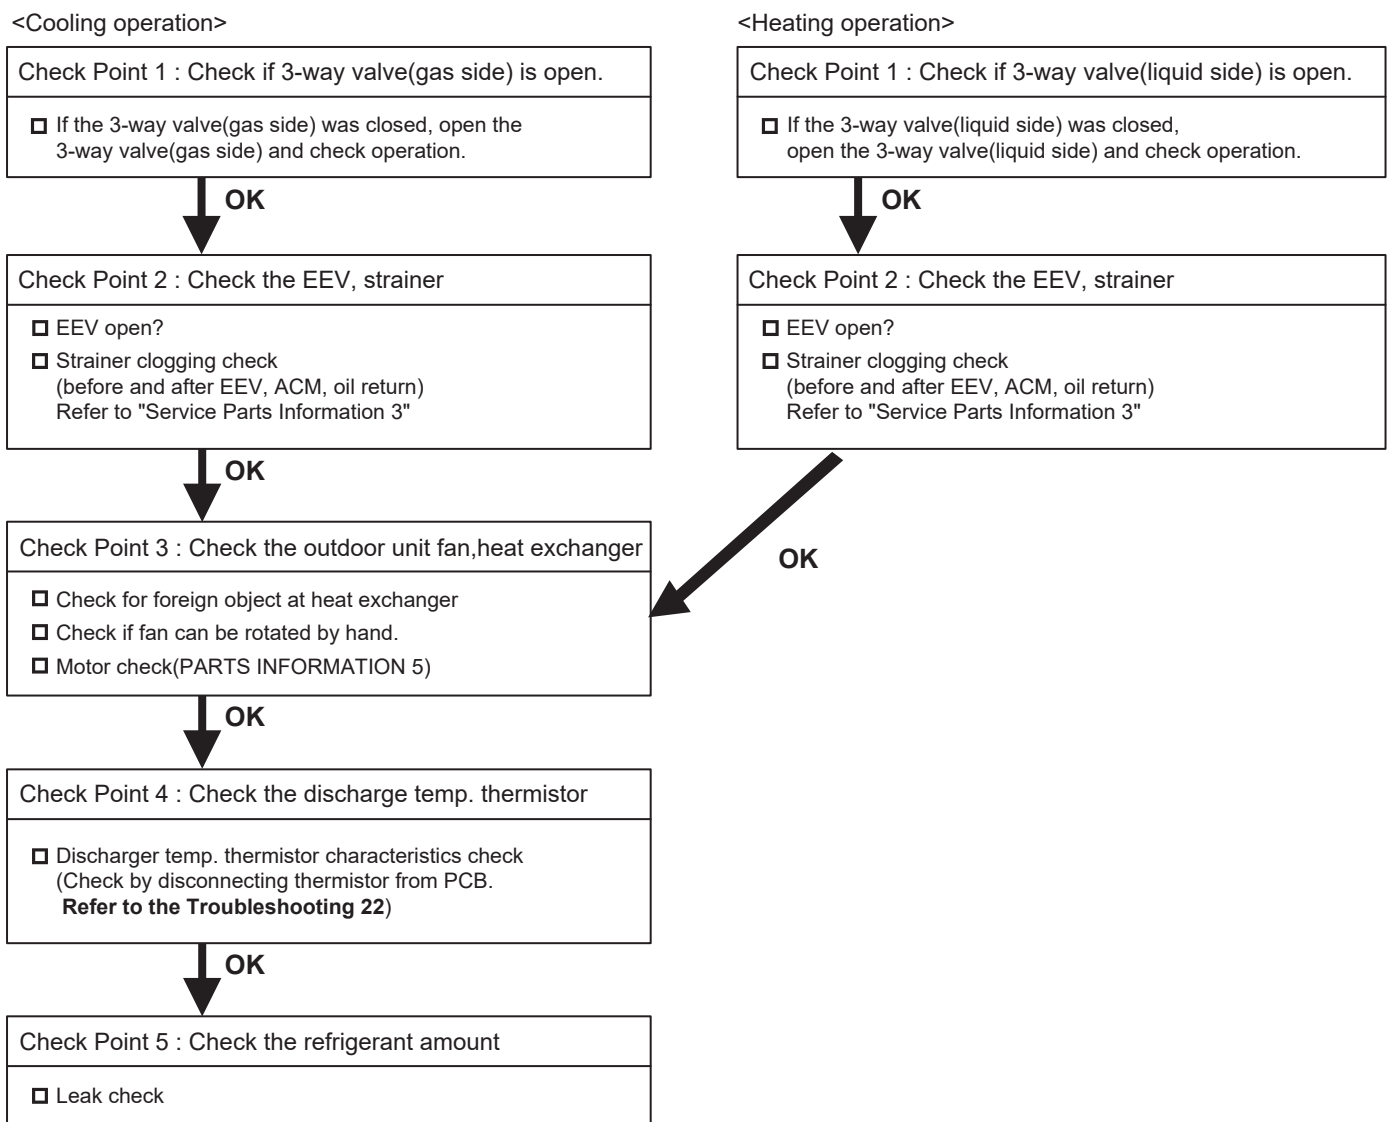 <Cooling operation>
Check Point 1 : Check if 3-way valve(gas side) is open.
If the 3-way valve(gas side) was closed, open the
3-way valve(gas side) and check operation.
OK
Check Point 2 : Check the EEV, strainer
EEV open?
Strainer clogging check
(before and after EEV, ACM, oil return)
Refer to "Service Parts Information 3"
OK
<Heating operation>
Check Point 1 : Check if 3-way valve(liquid side) is open.
If the 3-way valve(liquid side) was closed,
open the 3-way valve(liquid side) and check operation.
OK
Check Point 2 : Check the EEV, strainer
EEV open?
Strainer clogging check
(before and after EEV, ACM, oil return)
Refer to "Service Parts Information 3"
OK
Check Point 3 : Check the outdoor unit fan,heat exchanger
Check for foreign object at heat exchanger
Check if fan can be rotated by hand.
Motor check(PARTS INFORMATION 5)
OK
Check Point 4 : Check the discharge temp. thermistor
Discharger temp. thermistor characteristics check
(Check by disconnecting thermistor from PCB.
Refer to the Troubleshooting 22)
OK
Check Point 5 : Check the refrigerant amount
Leak check